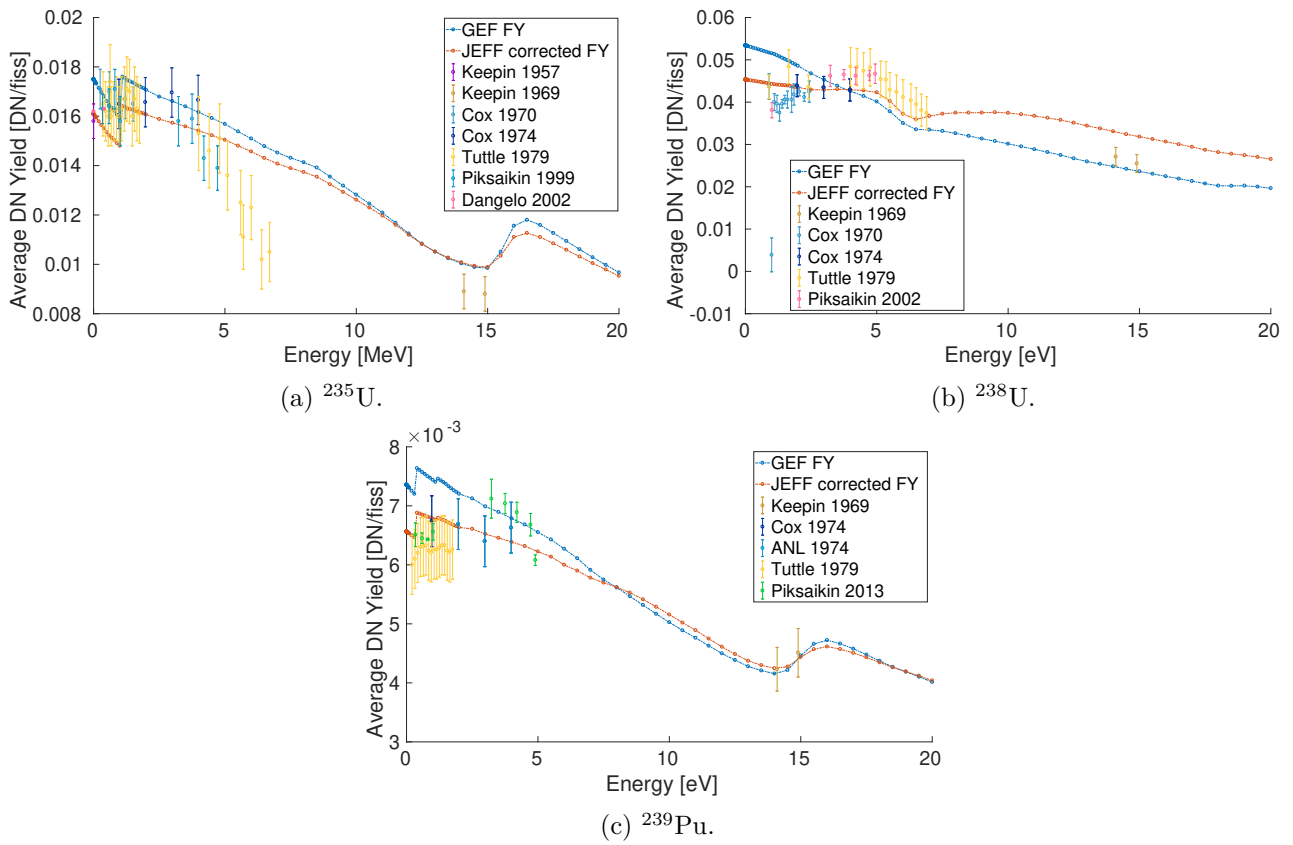 0.02
0.018
0.016
0.014
0.012
0.01
0.008
Average DN Yield [DN/fiss]
0
5
10
15
20
Energy [MeV]
GEF FY
JEFF corrected FY
Keepin 1957
Keepin 1969
Cox 1970
Cox 1974
Tuttle 1979
Piksaikin 1999
Dangelo 2002
(a) ²³⁵U.
0.06
0.05
0.04
0.03
0.02
0.01
0
-0.01
Average DN Yield [DN/fiss]
0
5
10
15
20
Energy [eV]
GEF FY
JEFF corrected FY
Keepin 1969
Cox 1970
Cox 1974
Tuttle 1979
Piksaikin 2002
(b) ²³⁸U.
×10⁻³
8
7
6
5
4
3
Average DN Yield [DN/fiss]
0
5
10
15
20
Energy [eV]
GEF FY
JEFF corrected FY
Keepin 1969
Cox 1974
ANL 1974
Tuttle 1979
Piksaikin 2013
(c) ²³⁹Pu.